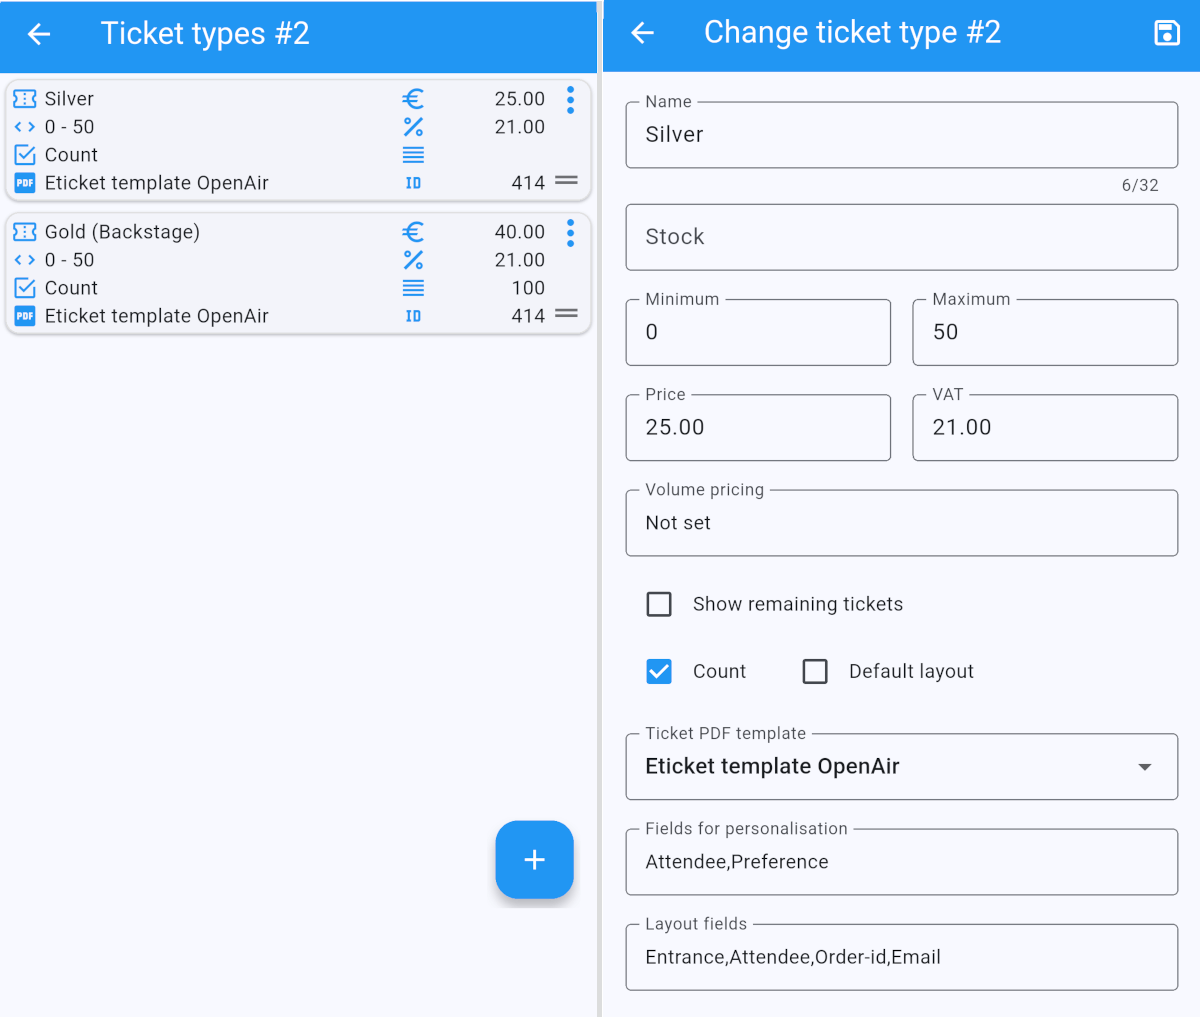 Ticket types #2
Silver € 25.00
0 - 50 % 21.00
Count
PDF Eticket template OpenAir ID 414
Gold (Backstage) € 40.00
0 - 50 % 21.00
Count 100
PDF Eticket template OpenAir ID 414
+
Change ticket type #2
Name
Silver
6/32
Stock
Minimum Maximum
0 50
Price VAT
25.00 21.00
Volume pricing
Not set
Show remaining tickets
Count Default layout
Ticket PDF template
Eticket template OpenAir
Fields for personalisation
Attendee,Preference
Layout fields
Entrance,Attendee,Order-id,Email